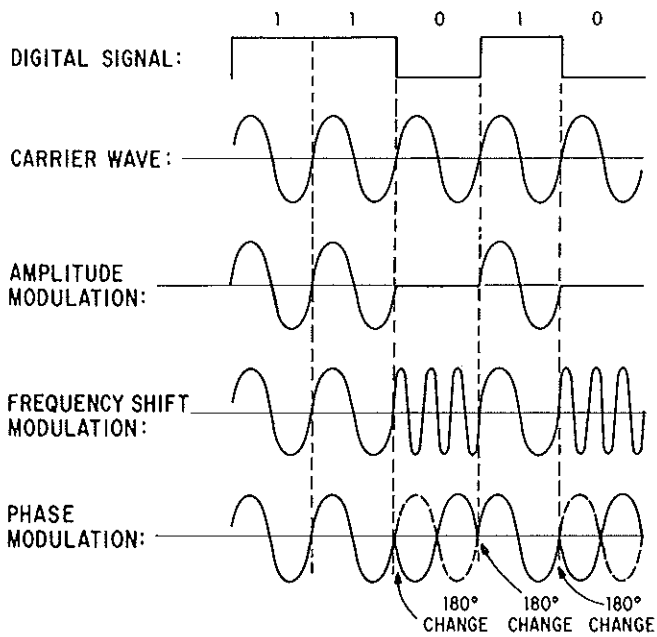 1 1 0 1 0
DIGITAL SIGNAL:
CARRIER WAVE:
AMPLITUDE
MODULATION:
FREQUENCY SHIFT
MODULATION:
PHASE
MODULATION:
180° 180° 180°
CHANGE CHANGE CHANGE